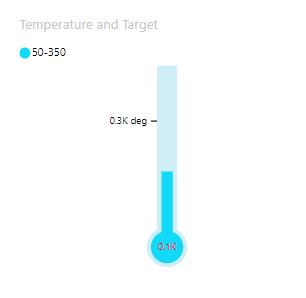 Temperature and Target
50-350
0.3K deg
0.1K